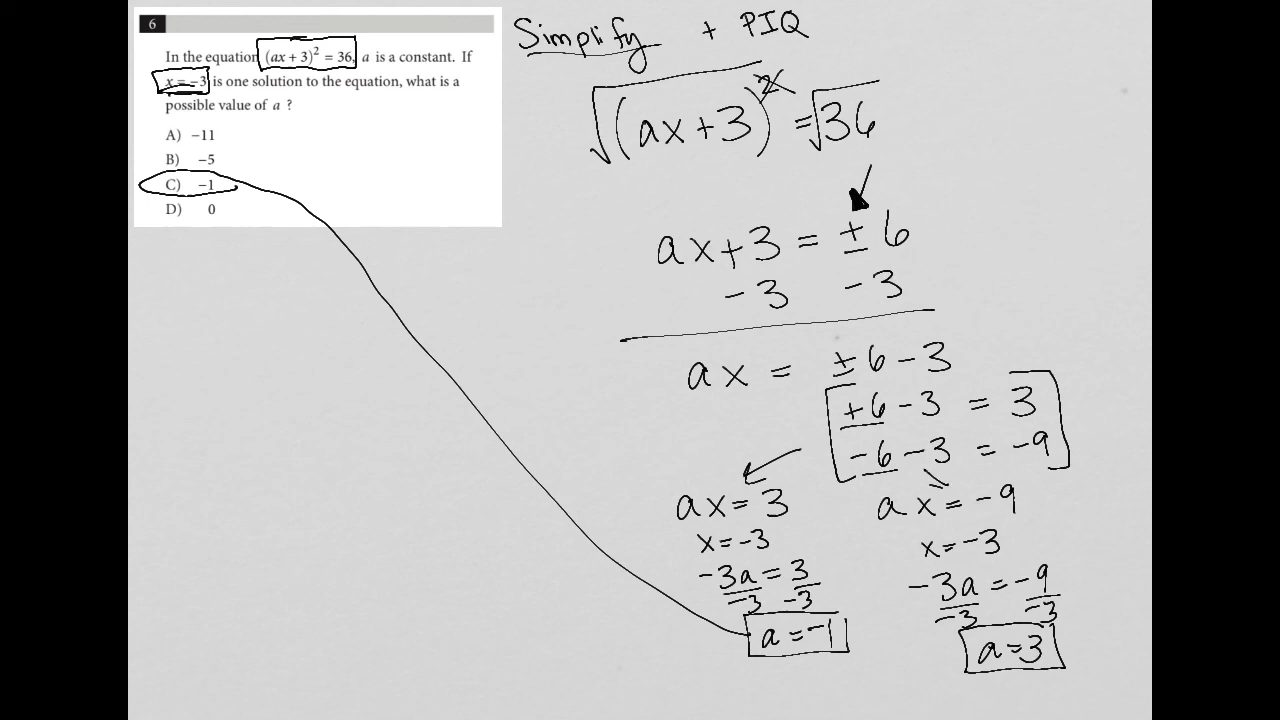 6
In the equation (ax + 3)² = 36, a is a constant. If
x = −3 is one solution to the equation, what is a
possible value of a ?
A) −11
B) −5
C) −1
D) 0
Simplify + PIQ
√(ax+3)² = √36
ax+3 = ±6
-3 -3
ax = ±6-3
+6-3 = 3
-6-3 = -9
ax=3
x=-3
-3a = 3
-3 -3
a=-1
ax=-9
x=-3
-3a=-9
-3 -3
a=3